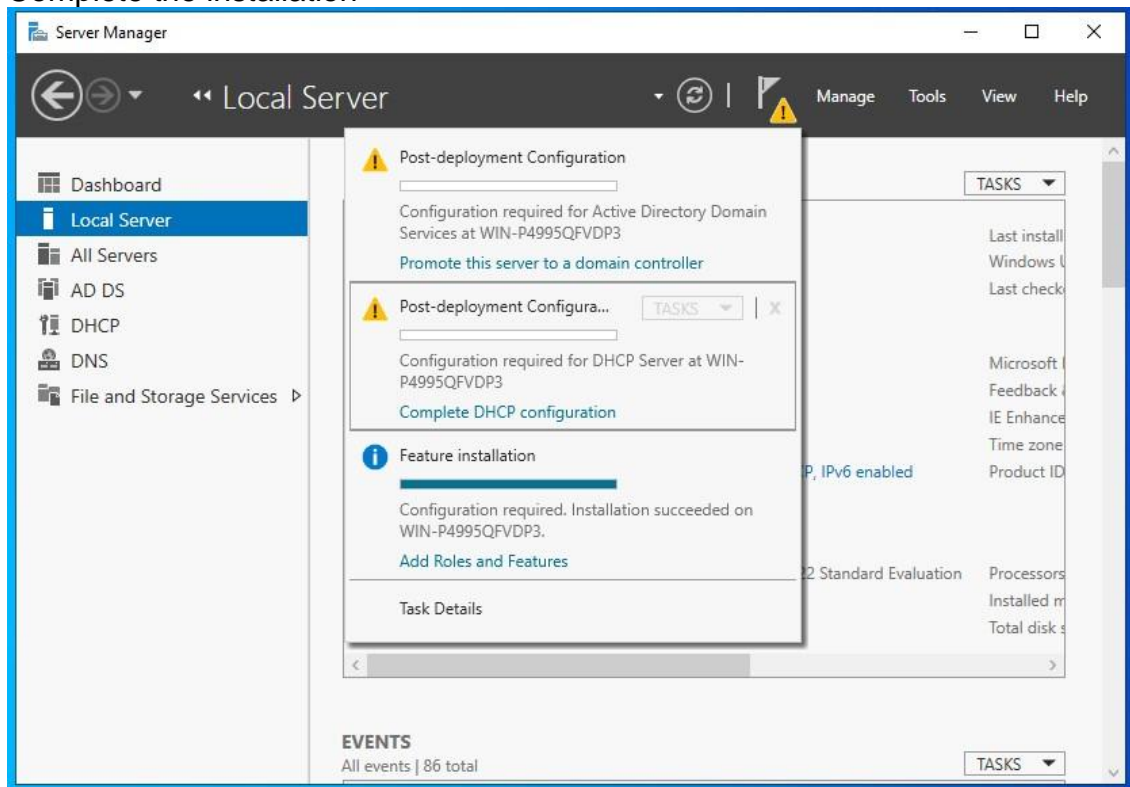 Complete the installation
Server Manager
Local Server
Manage Tools View Help
Dashboard
Local Server
All Servers
AD DS
DHCP
DNS
File and Storage Services
Post-deployment Configuration
Configuration required for Active Directory Domain
Services at WIN-P4995QFVDP3
Promote this server to a domain controller
Post-deployment Configura... TASKS X
Configuration required for DHCP Server at WIN-
P4995QFVDP3
Complete DHCP configuration
Feature installation
Configuration required. Installation succeeded on
WIN-P4995QFVDP3.
Add Roles and Features
Task Details
TASKS
Last install
Windows U
Last check
Microsoft
Feedback
IE Enhance
Time zone
P, IPv6 enabled Product ID
22 Standard Evaluation Processors
Installed m
Total disk s
EVENTS
All events | 86 total
TASKS